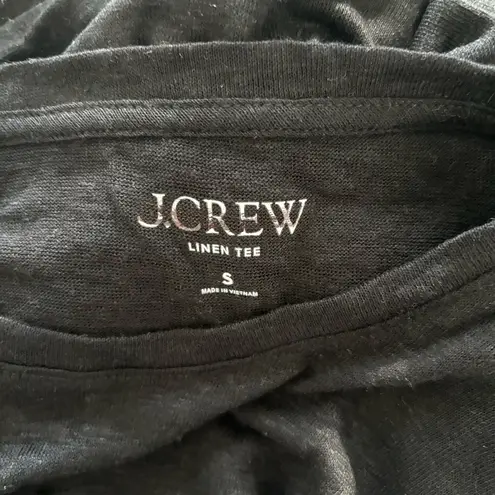 J.CREW
LINEN TEE
S
MADE IN VIETNAM